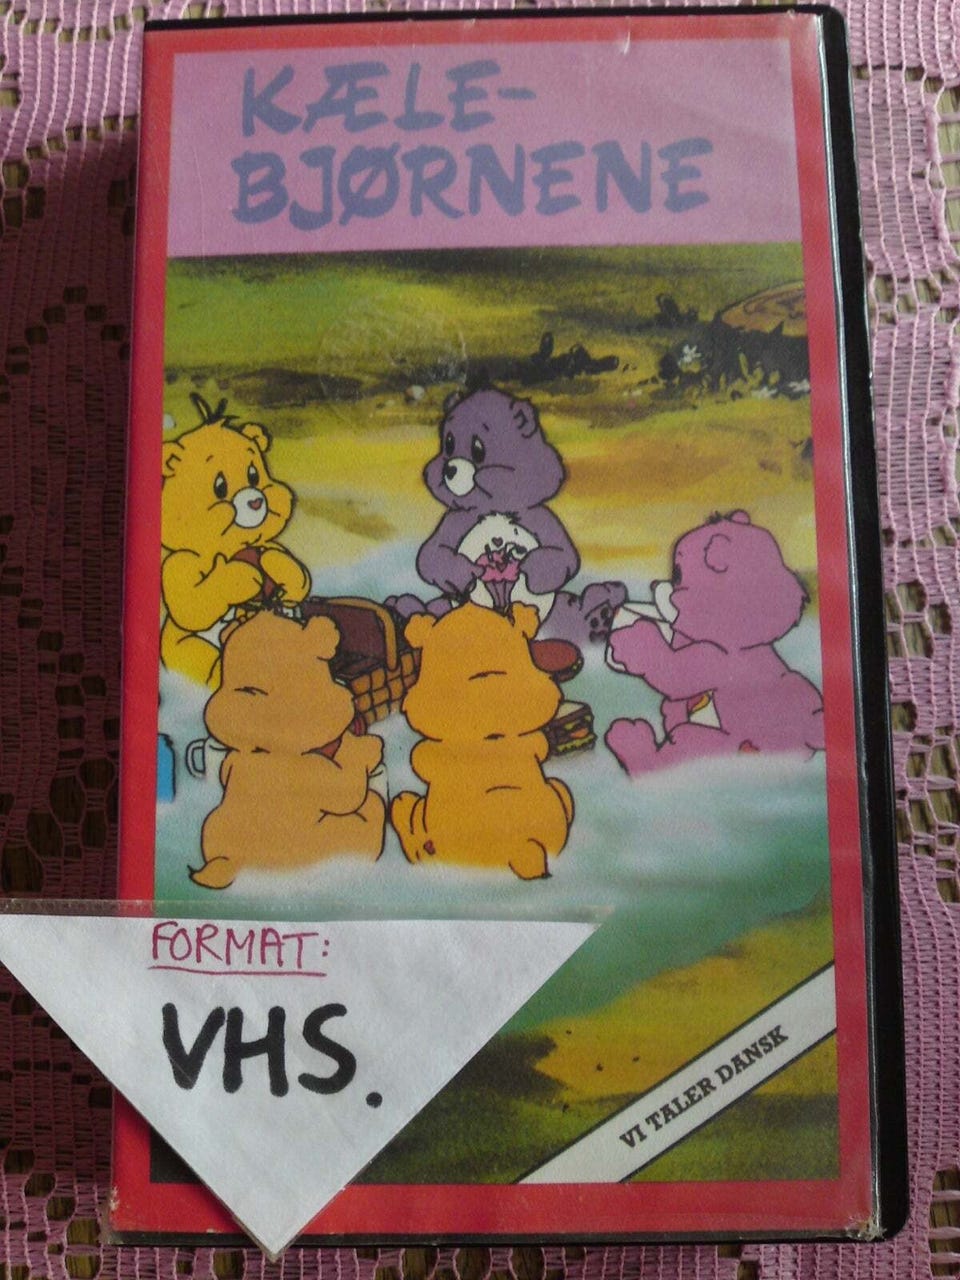 KÆLE-
BJØRNENE
FORMAT:
VHS.
VI TALER DANSK